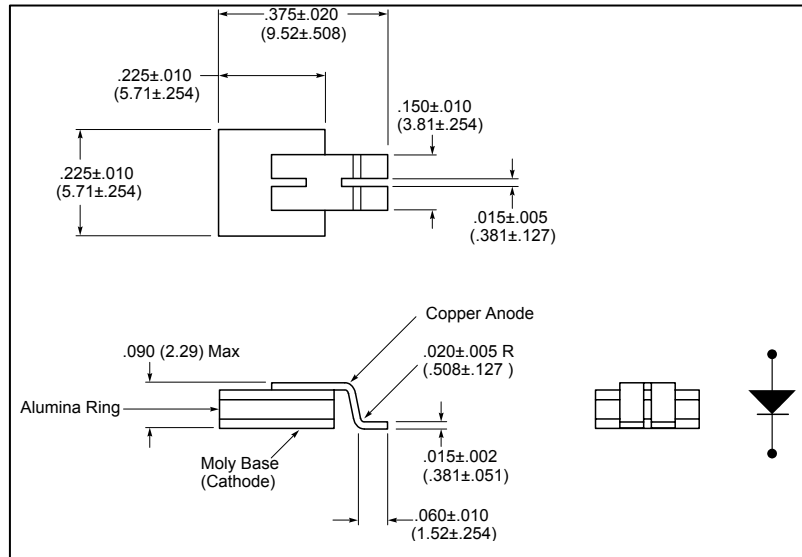 .375±.020
(9.52±.508)
.225±.010
(5.71±.254)
.150±.010
(3.81±.254)
.225±.010
(5.71±.254)
.015±.005
(.381±.127)
Copper Anode
.090 (2.29) Max
.020±.005 R
(.508±.127 )
Alumina Ring
Moly Base
(Cathode)
.015±.002
(.381±.051)
.060±.010
(1.52±.254)